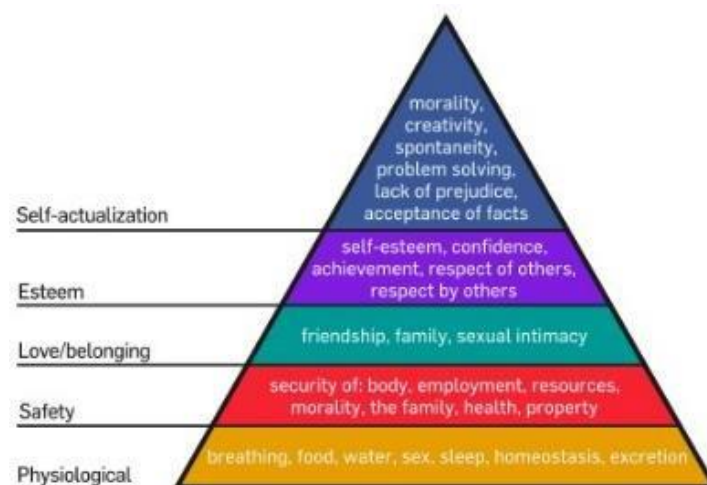 morality,
creativity,
spontaneity,
problem solving,
lack of prejudice,
acceptance of facts
Self-actualization
self-esteem, confidence,
achievement, respect of others,
respect by others
Esteem
friendship, family, sexual intimacy
Love/belonging
security of: body, employment, resources,
morality, the family, health, property
Safety
breathing, food, water, sex, sleep, homeostasis, excretion
Physiological